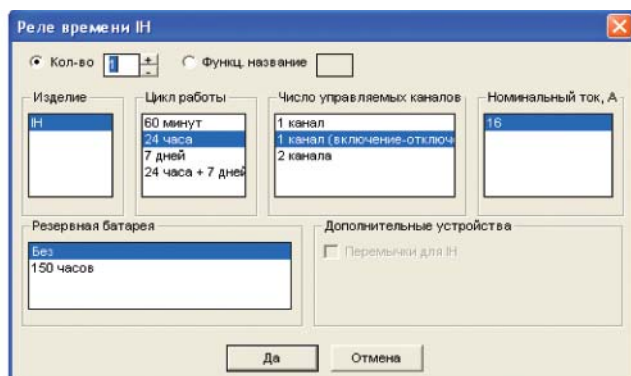 Реле времени IH
Кол-во 1 + - Функц. название
Изделие Цикл работы Число управляемых каналов Номинальный ток, А
IH 60 минут 1 канал 16
24 часа 1 канал (включение-отключ
7 дней 2 канала
24 часа + 7 дней
Резервная батарея Дополнительные устройства
Без Перемычки для IH
150 часов
Да Отмена